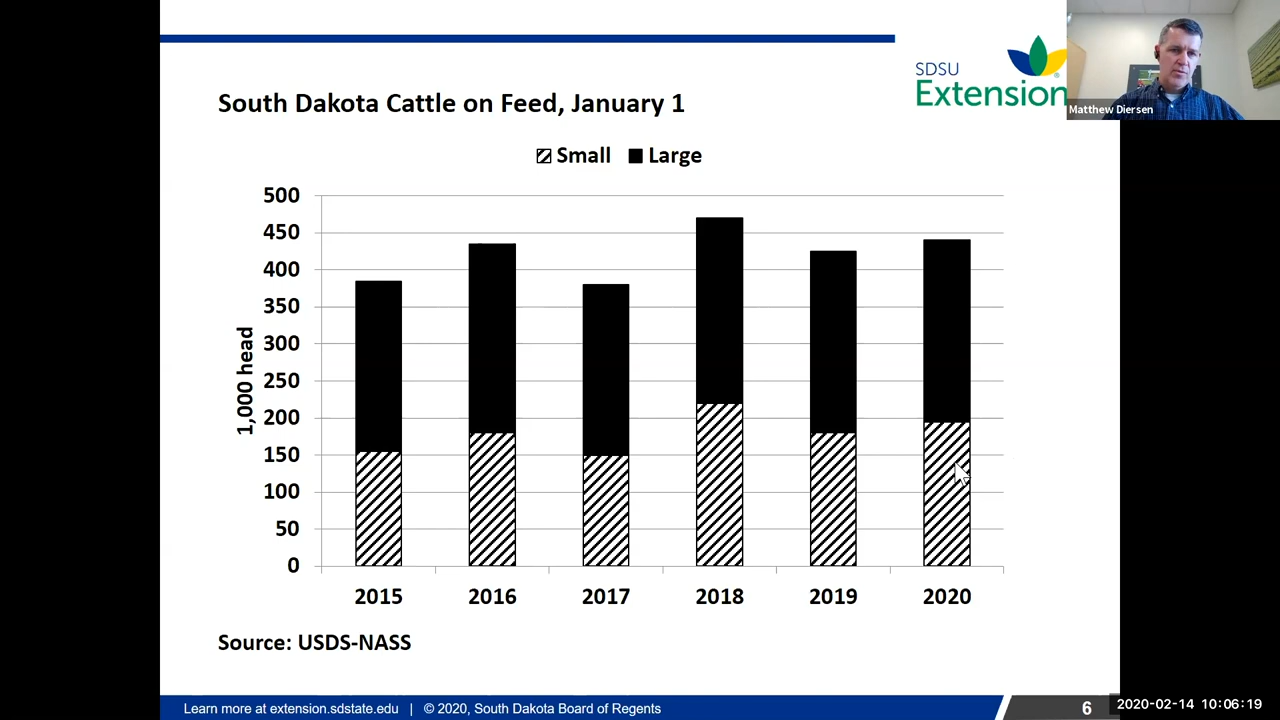 SDSU
Extension
Matthew Diersen
South Dakota Cattle on Feed, January 1
Small Large
500
450
400
350
300
250
200
150
100
50
0
1,000 head
2015 2016 2017 2018 2019 2020
Source: USDS-NASS
Learn more at extension.sdstate.edu | © 2020, South Dakota Board of Regents
6
2020-02-14 10:06:19